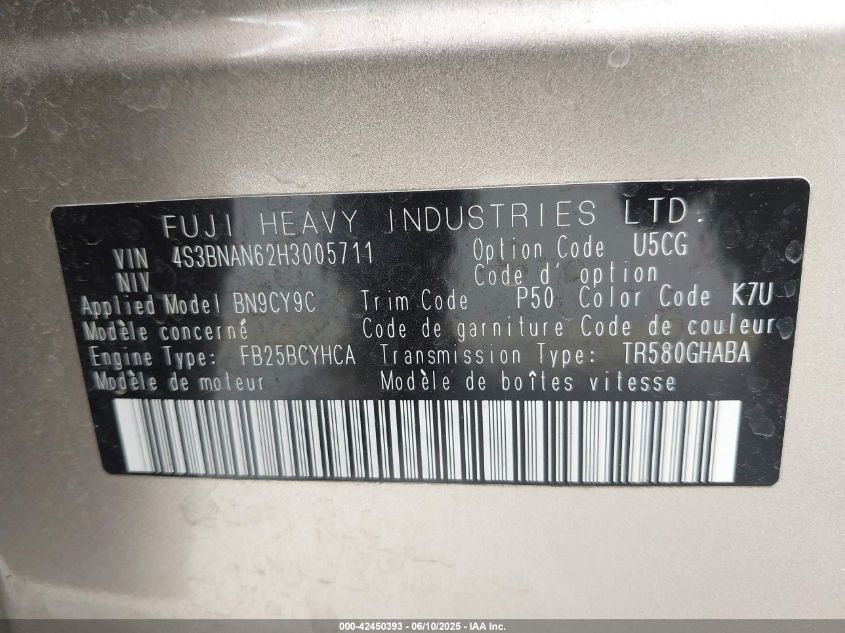 FUJI HEAVY INDUSTRIES LTD.
VIN 4S3BNAN62H3005711 Option Code U5CG
NIV Code d'option
Applied Model BN9CY9C Trim Code P50 Color Code K7U
Modèle concerné Code de garniture Code de couleur
Engine Type: FB25BCYHCA Transmission Type: TR580GHABA
Modèle de moteur Modèle de boîtes vitesse
000-42450393 - 06/10/2025 - IAA Inc.